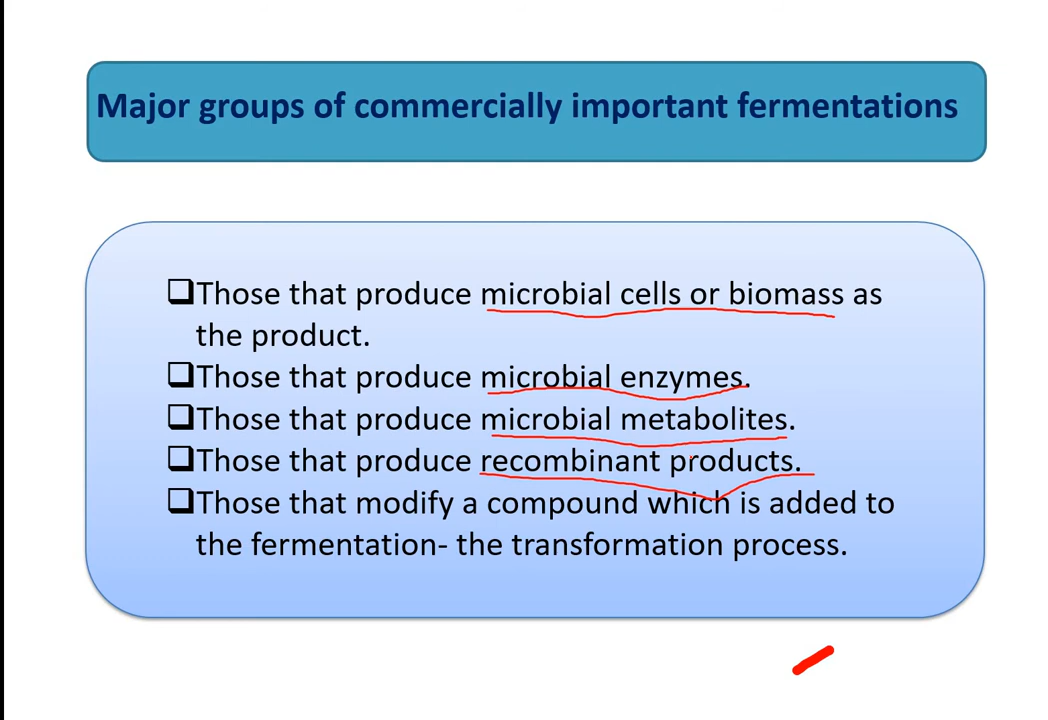 Major groups of commercially important fermentations
❑Those that produce microbial cells or biomass as
the product.
❑Those that produce microbial enzymes.
❑Those that produce microbial metabolites.
❑Those that produce recombinant products.
❑Those that modify a compound which is added to
the fermentation- the transformation process.